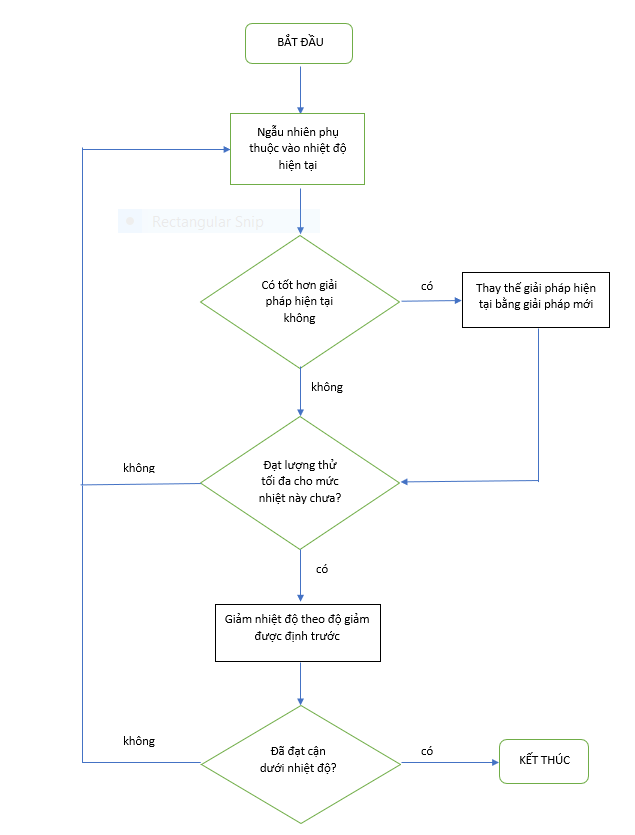 BẮT ĐẦU
Ngẫu nhiên phụ
thuộc vào nhiệt độ
hiện tại
Rectangular Snip
Có tốt hơn giải
pháp hiện tại
không
có
Thay thế giải pháp hiện
tại bằng giải pháp mới
không
Đạt lượng thử
tối đa cho mức
nhiệt này chưa?
không
có
Giảm nhiệt độ theo độ giảm
được định trước
không
Đã đạt cận
dưới nhiệt độ?
có
KẾT THÚC